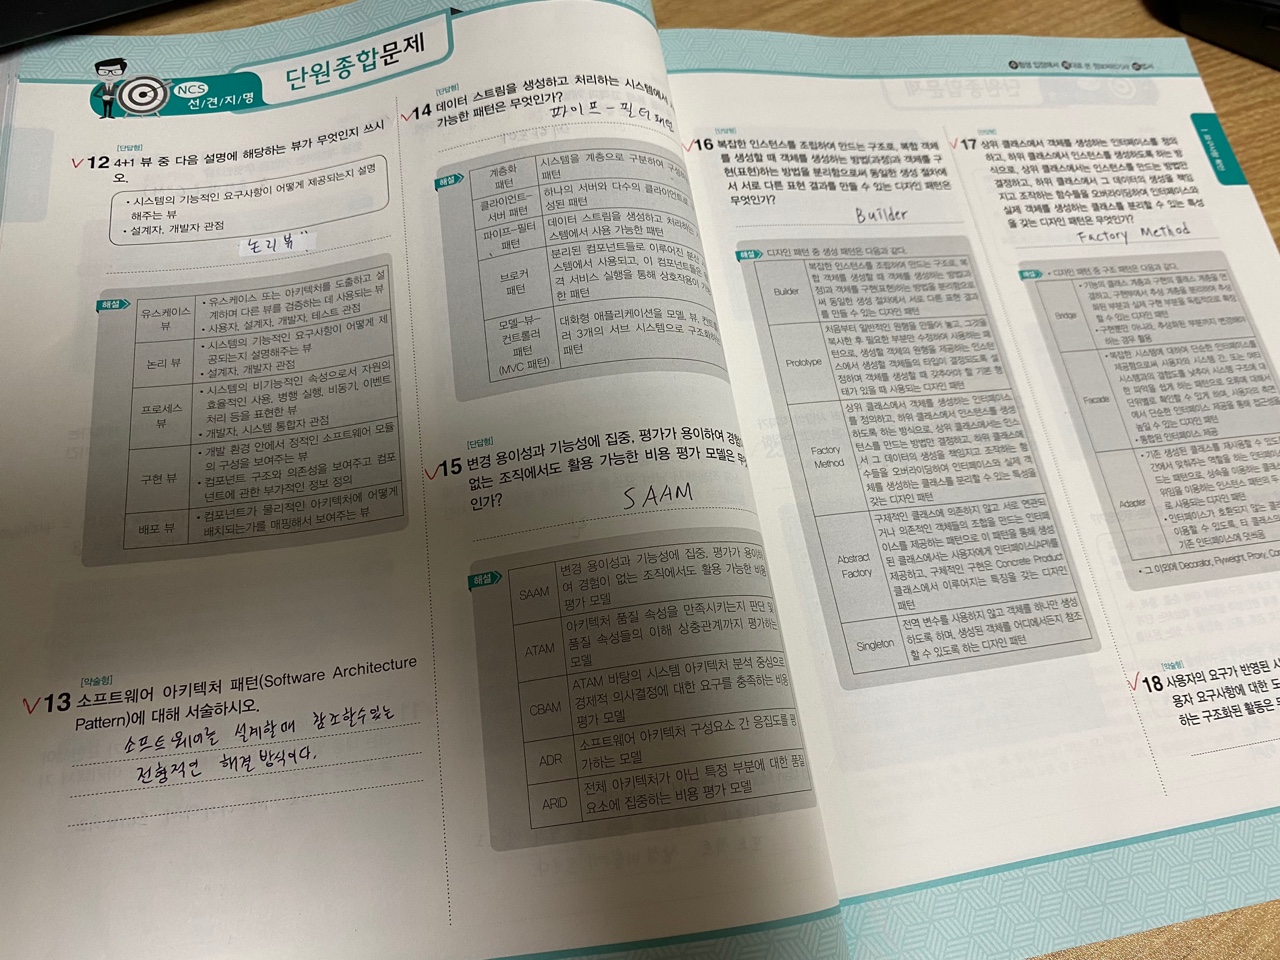 NCS
선/견/지/명
단원종합문제
[단답형]
12 4+1 뷰 중 다음 설명에 해당하는 뷰가 무엇인지 쓰시
오.
• 시스템의 기능적인 요구사항이 어떻게 제공되는지 설명
해주는 뷰
• 설계자, 개발자 관점
논리 뷰
해설
유스케이스
뷰
• 유스케이스 또는 아키텍처를 도출하고 설
계하며 다른 뷰를 검증하는 데 사용되는 뷰
• 사용자, 설계자, 개발자, 테스트 관점
논리 뷰
• 시스템의 기능적인 요구사항이 어떻게 제
공되는지 설명해주는 뷰
• 설계자, 개발자 관점
프로세스
뷰
• 시스템의 비기능적인 속성으로서 자원의
효율적인 사용, 병행 실행, 비동기, 이벤트
처리 등을 표현한 뷰
• 개발자, 시스템 통합자 관점
구현 뷰
• 개발 환경 안에서 정적인 소프트웨어 모듈
의 구성을 보여주는 뷰
• 컴포넌트 구조와 의존성을 보여주고 컴포
넌트에 관한 부가적인 정보 정의
배포 뷰
• 컴포넌트가 물리적인 아키텍처에 어떻게
배치되는가를 매핑해서 보여주는 뷰
[약술형]
13 소프트웨어 아키텍처 패턴(Software Architecture
Pattern)에 대해 서술하시오.
소프트웨어를 설계할 때 참조할 수 있는
전형적인 해결 방식이다.
[단답형]
14 데이터 스트림을 생성하고 처리하는 시스템에서 사
가능한 패턴은 무엇인가?
파이프-필터 패턴
해설
계층화
패턴
시스템을 계층으로 구분하여 구성하
패턴
클라이언트-
서버 패턴
하나의 서버와 다수의 클라이언트로
성된 패턴
파이프-필터
패턴
데이터 스트림을 생성하고 처리하는
스템에서 사용 가능한 패턴
브로커
패턴
분리된 컴포넌트들로 이루어진 분산
스템에서 사용되고, 이 컴포넌트들은
격 서비스 실행을 통해 상호작용이 가
한 패턴
모델-뷰-
컨트롤러
패턴
(MVC 패턴)
대화형 애플리케이션을 모델, 뷰, 컨트
러 3개의 서브 시스템으로 구조화하는
패턴
[단답형]
15 변경 용이성과 기능성에 집중, 평가가 용이하여 경험
없는 조직에서도 활용 가능한 비용 평가 모델은 무엇
인가?
SAAM
해설
SAAM
변경 용이성과 기능성에 집중, 평가가 용이하
여 경험이 없는 조직에서도 활용 가능한 비용
평가 모델
ATAM
아키텍처 품질 속성을 만족시키는지 판단 및
품질 속성들의 이해 상충관계까지 평가하는
모델
CBAM
ATAM 바탕의 시스템 아키텍처 분석 중심으로
경제적 의사결정에 대한 요구를 충족하는 비용
평가 모델
ADR
소프트웨어 아키텍처 구성요소 간 응집도를 평
가하는 모델
ARID
전체 아키텍처가 아닌 특정 부분에 대한 품질
요소에 집중하는 비용 평가 모델
[단답형]
16 복잡한 인스턴스를 조립하여 만드는 구조로, 복합 객체
를 생성할 때 객체를 생성하는 방법(과정)과 객체를 구
현(표현)하는 방법을 분리함으로써 동일한 생성 절차에
서 서로 다른 표현 결과를 만들 수 있는 디자인 패턴은
무엇인가?
Builder
해설
• 디자인 패턴 중 생성 패턴은 다음과 같다.
Builder
복잡한 인스턴스를 조립하여 만드는 구조로, 복
합 객체를 생성할 때 객체를 생성하는 방법(과
정)과 객체를 구현(표현)하는 방법을 분리함으로
써 동일한 생성 절차에서 서로 다른 표현 결과
를 만들 수 있는 디자인 패턴
Prototype
처음부터 일반적인 원형을 만들어 놓고, 그것을
복사한 후 필요한 부분만 수정하여 사용하는 패
턴으로, 생성할 객체의 원형을 제공하는 인스턴
스에서 생성할 객체들의 타입이 결정되도록 설
정하며 객체를 생성할 때 갖추어야 할 기본 형
태가 있을 때 사용되는 디자인 패턴
Factory
Method
상위 클래스에서 객체를 생성하는 인터페이스
를 정의하고, 하위 클래스에서 인스턴스를 생성
하도록 하는 방식으로, 상위 클래스에서는 인스
턴스를 만드는 방법만 결정하고, 하위 클래스에
서 그 데이터의 생성을 책임지고 조작하는 함
수들을 오버라이딩하여 인터페이스와 실제 객
체를 생성하는 클래스를 분리할 수 있는 특성을
갖는 디자인 패턴
Abstract
Factory
구체적인 클래스에 의존하지 않고 서로 연관되
거나 의존적인 객체들의 조합을 만드는 인터페
이스를 제공하는 패턴으로 이 패턴을 통해 생성
된 클래스에서는 사용자에게 인터페이스(API)를
제공하고, 구체적인 구현은 Concrete Product
클래스에서 이루어지는 특징을 갖는 디자인
패턴
Singleton
전역 변수를 사용하지 않고 객체를 하나만 생성
하도록 하며, 생성된 객체를 어디에서든지 참조
할 수 있도록 하는 디자인 패턴
[단답형]
17 상위 클래스에서 객체를 생성하는 인터페이스를 정의
하고, 하위 클래스에서 인스턴스를 생성하도록 하는 방
식으로, 상위 클래스에서는 인스턴스를 만드는 방법만
결정하고, 하위 클래스에서 그 데이터의 생성을 책임
지고 조작하는 함수들을 오버라이딩하여 인터페이스와
실제 객체를 생성하는 클래스를 분리할 수 있는 특성
을 갖는 디자인 패턴은 무엇인가?
Factory Method
해설
• 디자인 패턴 중 구조 패턴은 다음과 같다.
Bridge
• 기능의 클래스 계층과 구현의 클래스 계층을 연
결하고, 구현부에서 추상 계층을 분리하여 추상
화된 부분과 실제 구현 부분을 독립적으로 확장
할 수 있는 디자인 패턴
• 구현뿐만 아니라, 추상화된 부분까지 변경해야
하는 경우 활용
Facade
• 복잡한 시스템에 대하여 단순한 인터페이스를
제공함으로써 사용자와 시스템 간, 또는 여타
시스템과의 결합도를 낮추어 시스템 구조에 대
한 파악을 쉽게 하는 패턴으로 오류에 대해서
단위별로 확인할 수 있게 하며, 사용자의 측면
에서 단순한 인터페이스 제공을 통해 접근성을
높일 수 있는 디자인 패턴
• 통합된 인터페이스 제공
Adapter
• 기존 생성된 클래스를 재사용할 수 있도
간에서 맞춰주는 역할을 하는 인터페이
드는 패턴으로, 상속을 이용하는 클래스
위임을 이용하는 인스턴스 패턴의 두
로 사용되는 디자인 패턴
• 인터페이스가 호환되지 않는 클래
이용할 수 있도록, 타 클래스의
기존 인터페이스에 덧씌움
• 그 이외에 Decorator, Flyweight, Proxy, Com
[약술형]
18 사용자의 요구가 반영된 시
용자 요구사항에 대한 도
하는 구조화된 활동은 무